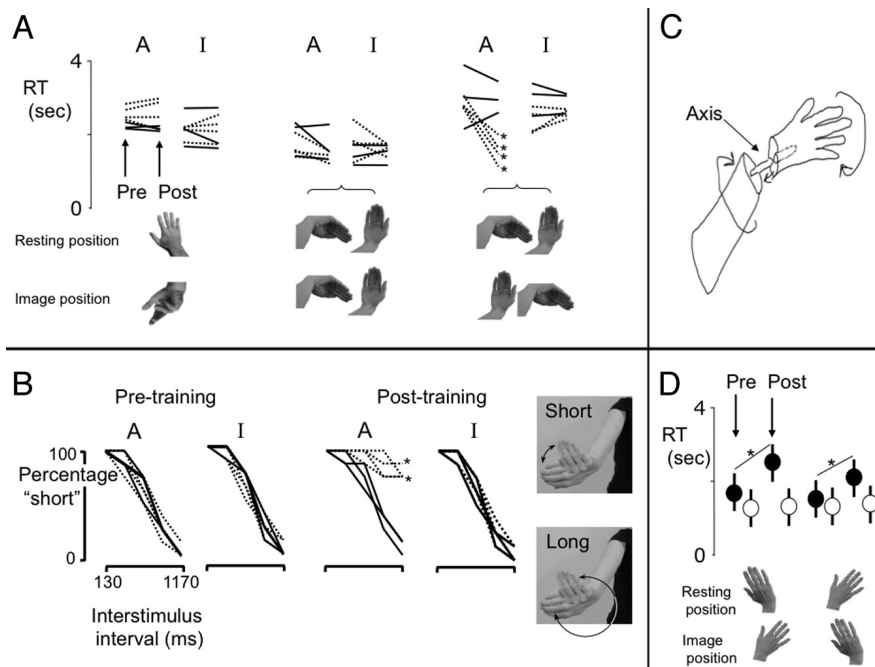 A
A I A I A I
4
RT
(sec)
0
Pre Post
* * * *
Resting position
Image position
C
Axis
B
Pre-training Post-training
A I A I
100
Percentage
“short”
0
130 1170
Interstimulus
interval (ms)
*
*
Short
Long
D
Pre Post
4
RT
(sec)
* *
0
Resting
position
Image
position